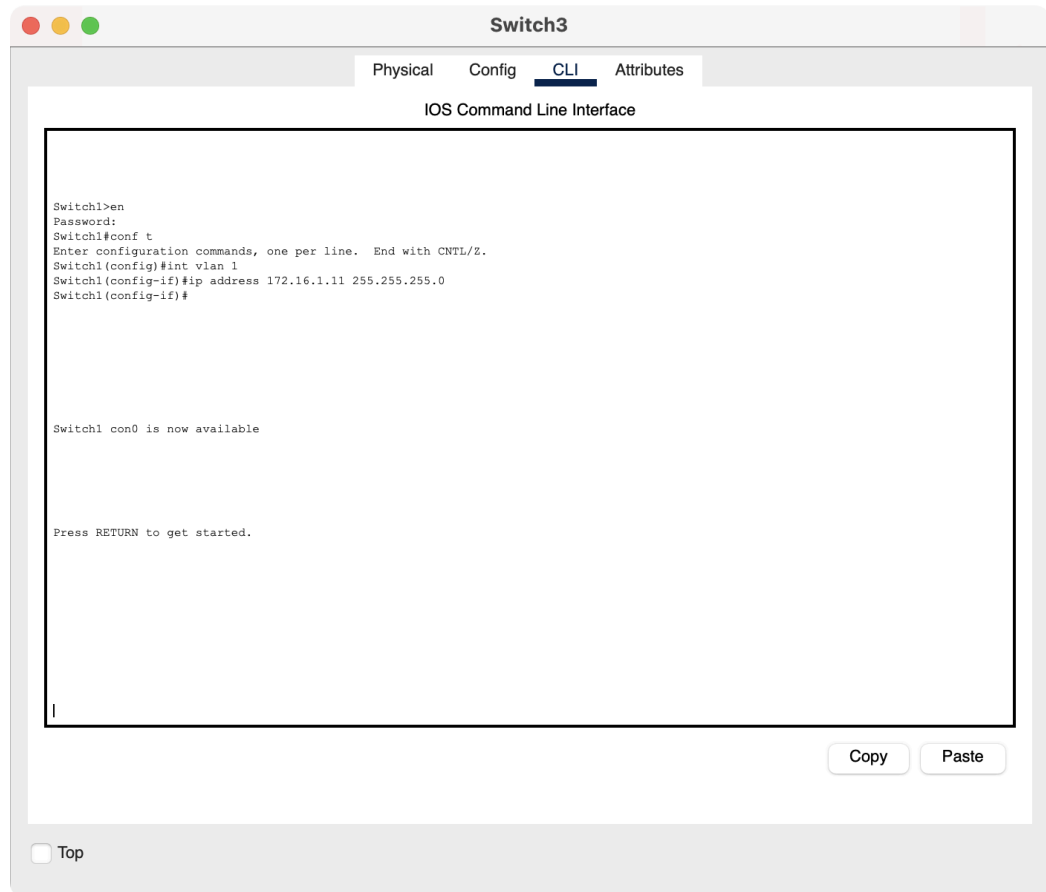 Switch3
Physical Config CLI Attributes
IOS Command Line Interface
Switch1>en
Password:
Switch1#conf t
Enter configuration commands, one per line.  End with CNTL/Z.
Switch1(config)#int vlan 1
Switch1(config-if)#ip address 172.16.1.11 255.255.255.0
Switch1(config-if)#
Switch1 con0 is now available
Press RETURN to get started.
Copy Paste
Top